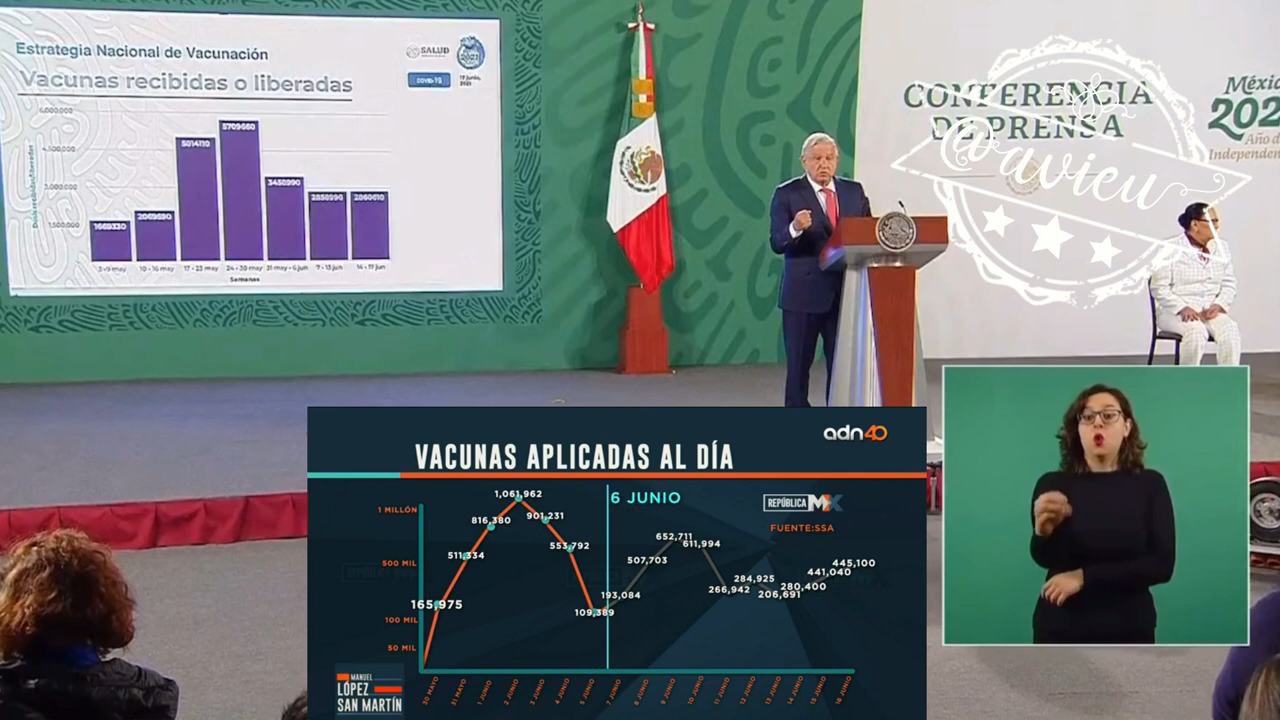 Estrategia Nacional de Vacunación
Vacunas recibidas o liberadas
SALUD
2021
COVID-19
6,000,000
4,500,000
3,000,000
1,500,000
1669330
2069690
5014110
5709660
3458990
2858990
2860610
3-9 may
10 - 16 may
17 - 23 may
24 - 30 may
31 may - 6 jun
7 - 13 jun
14 - 17 jun
Semanas
CONFERENCIA
DE PRENSA
@avieu
Méxic
202
Año d
Independen
adn40
VACUNAS APLICADAS AL DÍA
6 JUNIO
REPÚBLICA MX
FUENTE:SSA
1 MILLÓN
500 MIL
100 MIL
50 MIL
165,975
511,334
816,380
1,061,962
901,231
553,792
109,389
193,084
507,703
652,711
611,994
266,942
284,925
206,691
280,400
441,040
445,100
30 MAYO
31 MAYO
1 JUNIO
2 JUNIO
3 JUNIO
4 JUNIO
5 JUNIO
7 JUNIO
8 JUNIO
9 JUNIO
10 JUNIO
11 JUNIO
12 JUNIO
13 JUNIO
14 JUNIO
15 JUNIO
16 JUNIO
MANUEL
LÓPEZ
SAN MARTÍN